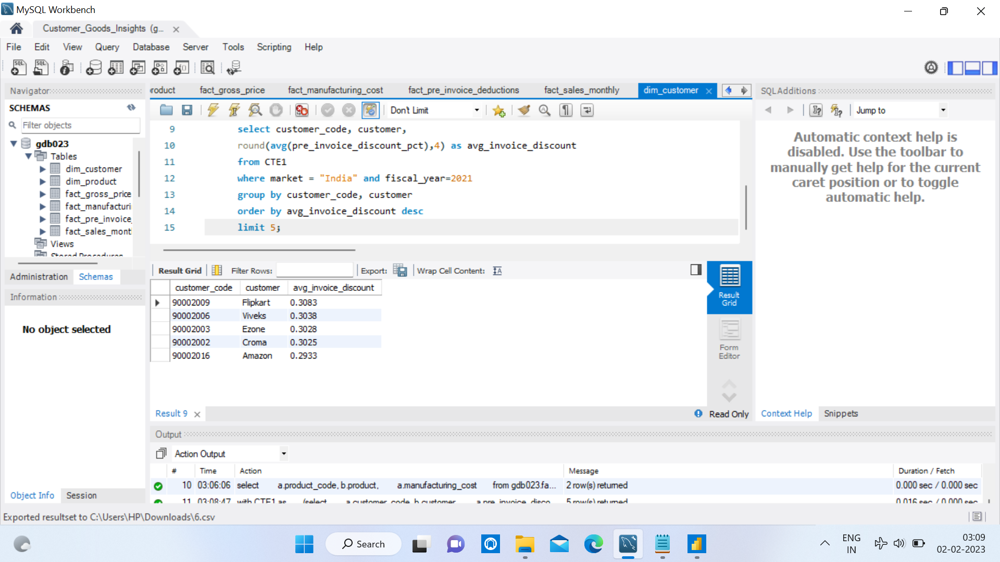 MySQL Workbench
Customer_Goods_Insights (g...
File Edit View Query Database Server Tools Scripting Help
SQL SQL
Navigator
SCHEMAS
Filter objects
gdb023
Tables
dim_customer
dim_product
fact_gross_price
fact_manufacturi
fact_pre_invoice_
fact_sales_mont
Views
Stored Procedures
Administration Schemas
Information
No object selected
Object Info Session
roduct fact_gross_price fact_manufacturing_cost fact_pre_invoice_deductions fact_sales_monthly dim_customer
Don't Limit
9 select customer_code, customer,
10 round(avg(pre_invoice_discount_pct),4) as avg_invoice_discount
11 from CTE1
12 where market = "India" and fiscal_year=2021
13 group by customer_code, customer
14 order by avg_invoice_discount desc
15 limit 5;
Result Grid Filter Rows: Export: Wrap Cell Content: IA
customer_code customer avg_invoice_discount
90002009 Flipkart 0.3083
90002006 Viveks 0.3038
90002003 Ezone 0.3028
90002002 Croma 0.3025
90002016 Amazon 0.2933
Result
Grid
Form
Editor
Result 9
Read Only
SQLAdditions
Jump to
Automatic context help is
disabled. Use the toolbar to
manually get help for the current
caret position or to toggle
automatic help.
Context Help Snippets
Output
Action Output
# Time Action Message Duration / Fetch
10 03:06:06 select a.product_code, b.product, a.manufacturing_cost from gdb023.fa... 2 row(s) returned 0.000 sec / 0.000 sec
11 03:08:47 with CTE1 as (select a.customer_code, b.customer, a.pre_invoice_disco... 5 row(s) returned 0.016 sec / 0.000 sec
Exported resultset to C:\Users\HP\Downloads\6.csv
Search
ENG
IN
03:09
02-02-2023